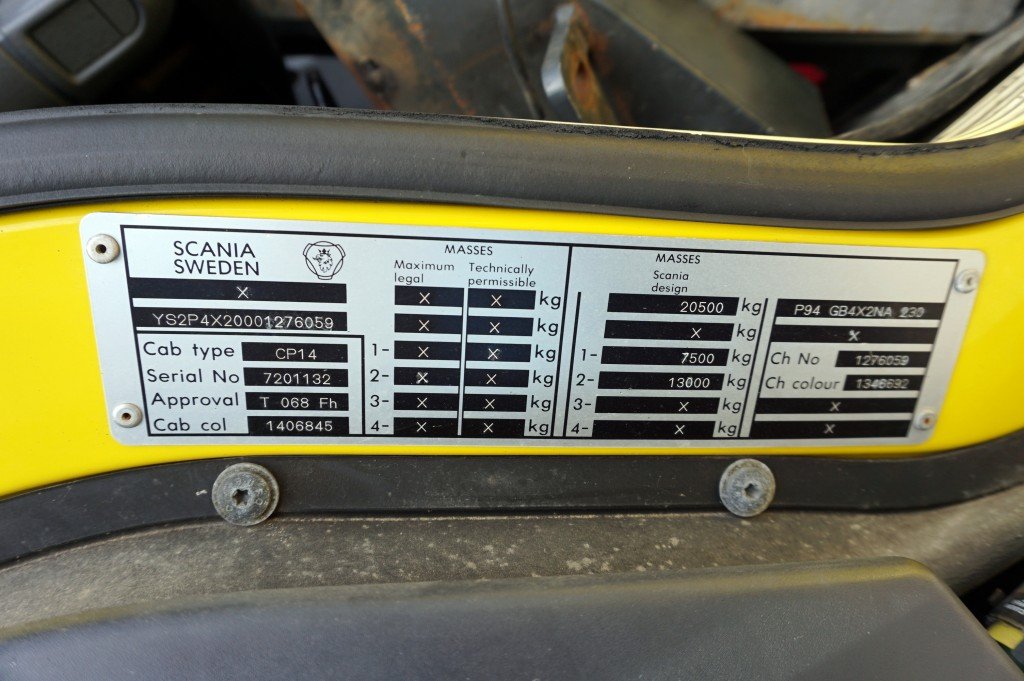 SCANIA
SWEDEN
X
YS2P4X20001276059
Cab type CP14
Serial No 7201132
Approval T 068 Fh
Cab col 1406845
MASSES
Maximum legal Technically permissible
X X kg
X X kg
1- X X kg
2- X X kg
3- X X kg
4- X X kg
MASSES
Scania
design
20500 kg
X kg
1- 7500 kg
2- 13000 kg
3- X kg
4- X kg
P94 GB4X2NA 230
X
Ch No 1276059
Ch colour 1346692
X
X